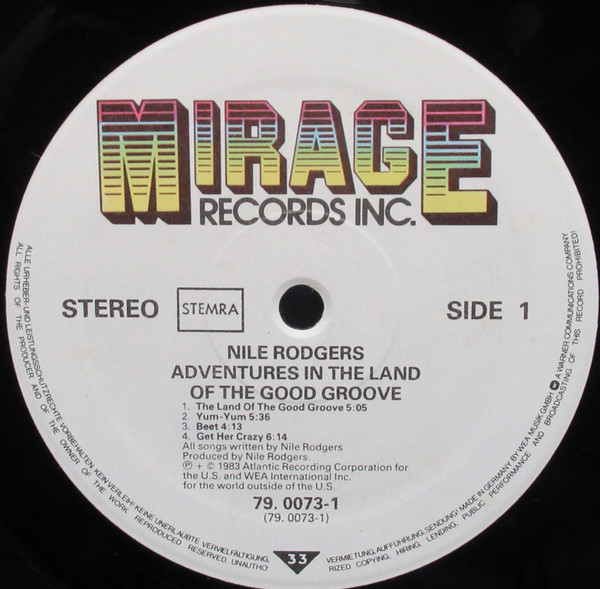 MIRAGE
RECORDS INC.
STEREO
STEMRA
SIDE 1
NILE RODGERS
ADVENTURES IN THE LAND
OF THE GOOD GROOVE
1. The Land Of The Good Groove 5:05
2. Yum-Yum 5:36
3. Beet 4:13
4. Get Her Crazy 6:14
All songs written by Nile Rodgers
Produced by Nile Rodgers.
℗ + © 1983 Atlantic Recording Corporation for
the U.S. and WEA International Inc.
for the world outside of the U.S.
79. 0073-1
(79. 0073-1)
33
ALLE URHEBER- UND LEISTUNGSSCHUTZRECHTE VORBEHALTEN KEIN VERLEIH! KEINE UNERLAUBTE VERVIELFÄLTIGUNG,
VERMIETUNG, AUFFÜHRUNG, SENDUNG! MADE IN GERMANY BY WEA MUSIK GMBH A WARNER COMMUNICATIONS COMPANY
ALL RIGHTS OF THE PRODUCER AND OF THE OWNER OF THE WORK REPRODUCED RESERVED. UNAUTHO
RIZED COPYING, HIRING, LENDING, PUBLIC PERFORMANCE AND BROADCASTING OF THIS RECORD PROHIBITED!